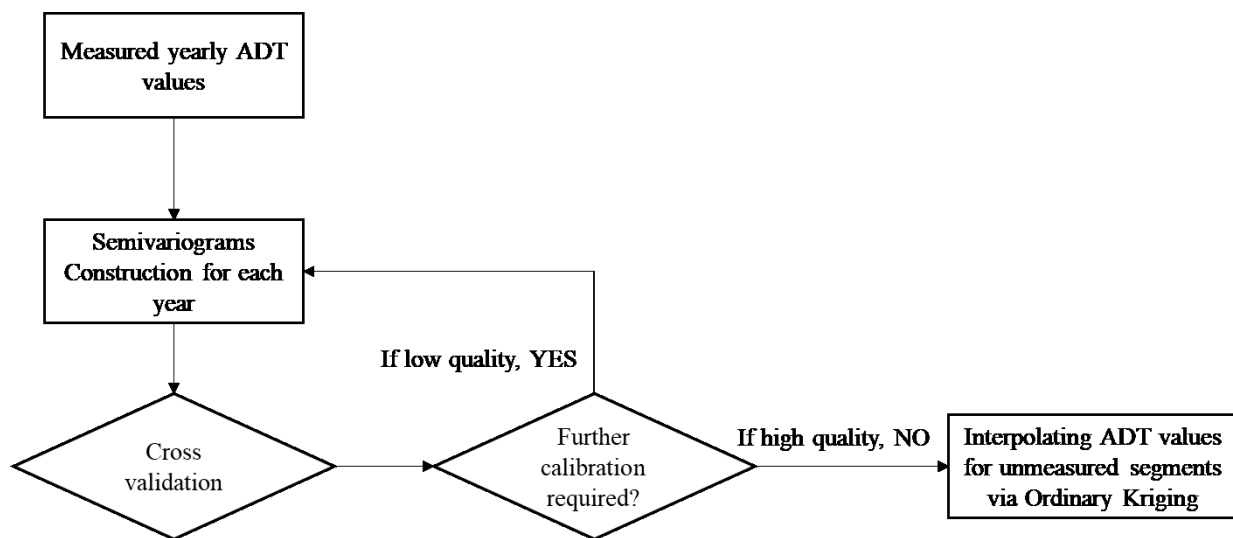 Measured yearly ADT
values
Semivariograms
Construction for each
year
If low quality, YES
Cross
validation
Further
calibration
required?
If high quality, NO
Interpolating ADT values
for unmeasured segments
via Ordinary Kriging